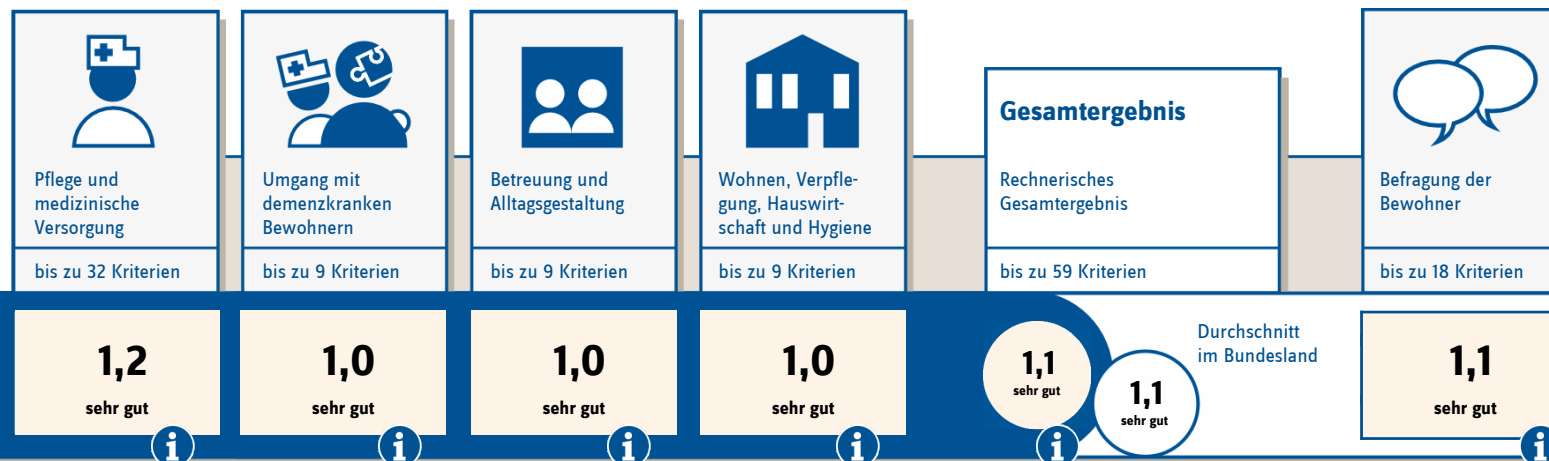 Pflege und
medizinische
Versorgung
bis zu 32 Kriterien
1,2
sehr gut
i
Umgang mit
demenzkranken
Bewohnern
bis zu 9 Kriterien
1,0
sehr gut
i
Betreuung und
Alltagsgestaltung
bis zu 9 Kriterien
1,0
sehr gut
i
Wohnen, Verpfle-
gung, Hauswirt-
schaft und Hygiene
bis zu 9 Kriterien
1,0
sehr gut
i
Gesamtergebnis
Rechnerisches
Gesamtergebnis
bis zu 59 Kriterien
1,1
sehr gut
i
Durchschnitt
im Bundesland
1,1
sehr gut
Befragung der
Bewohner
bis zu 18 Kriterien
1,1
sehr gut
i